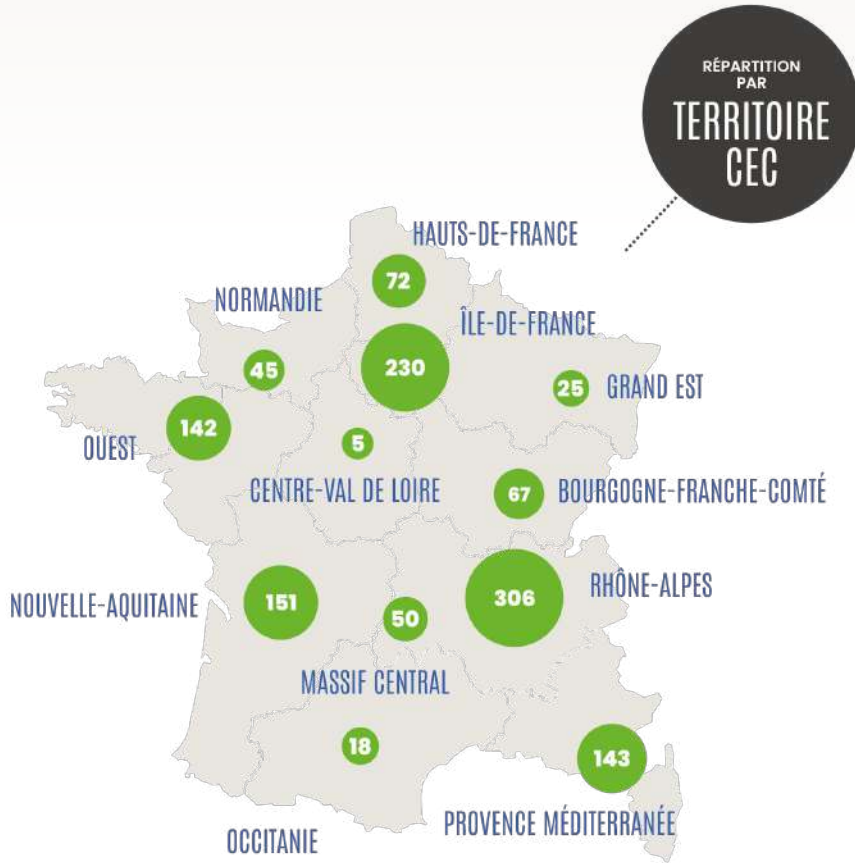 RÉPARTITION
PAR
TERRITOIRE
CEC
HAUTS-DE-FRANCE
72
NORMANDIE
ÎLE-DE-FRANCE
45
230
25
GRAND EST
142
OUEST
5
CENTRE-VAL DE LOIRE
67
BOURGOGNE-FRANCHE-COMTÉ
NOUVELLE-AQUITAINE
151
50
306
RHÔNE-ALPES
MASSIF CENTRAL
18
143
OCCITANIE
PROVENCE MÉDITERRANÉE